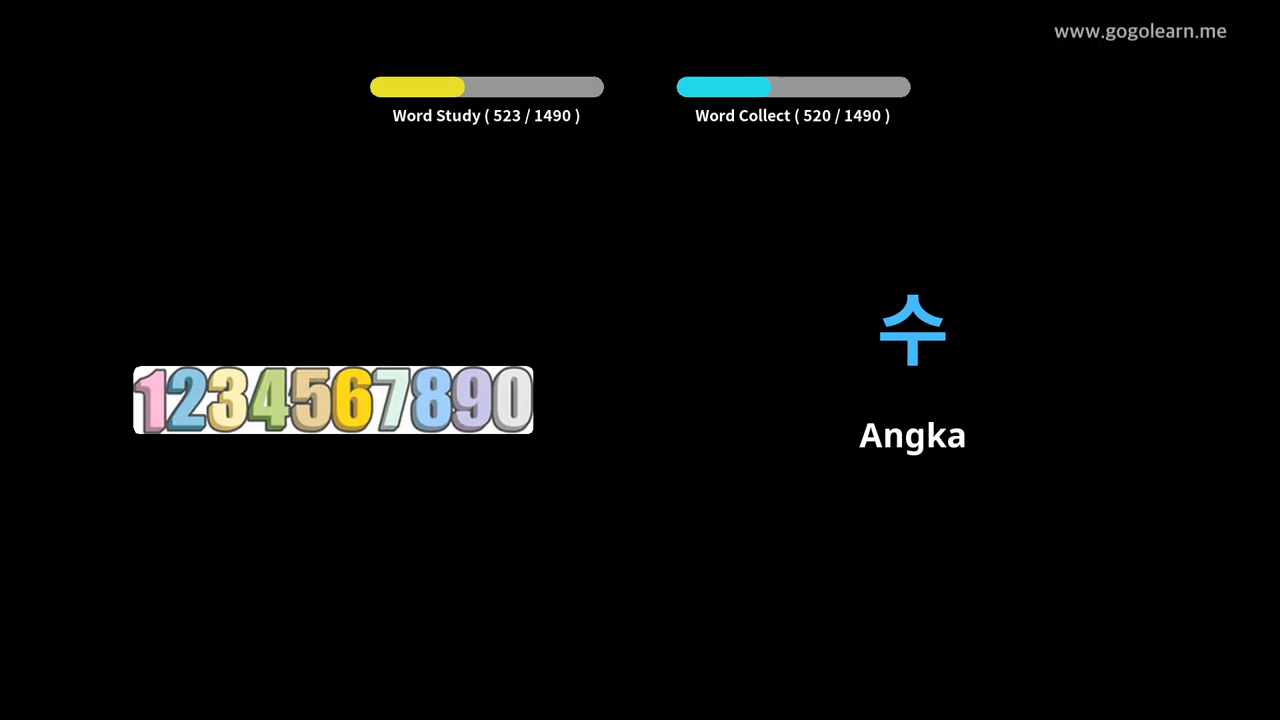 www.gogolearn.me
Word Study ( 523 / 1490 )
Word Collect ( 520 / 1490 )
수
1234567890
Angka